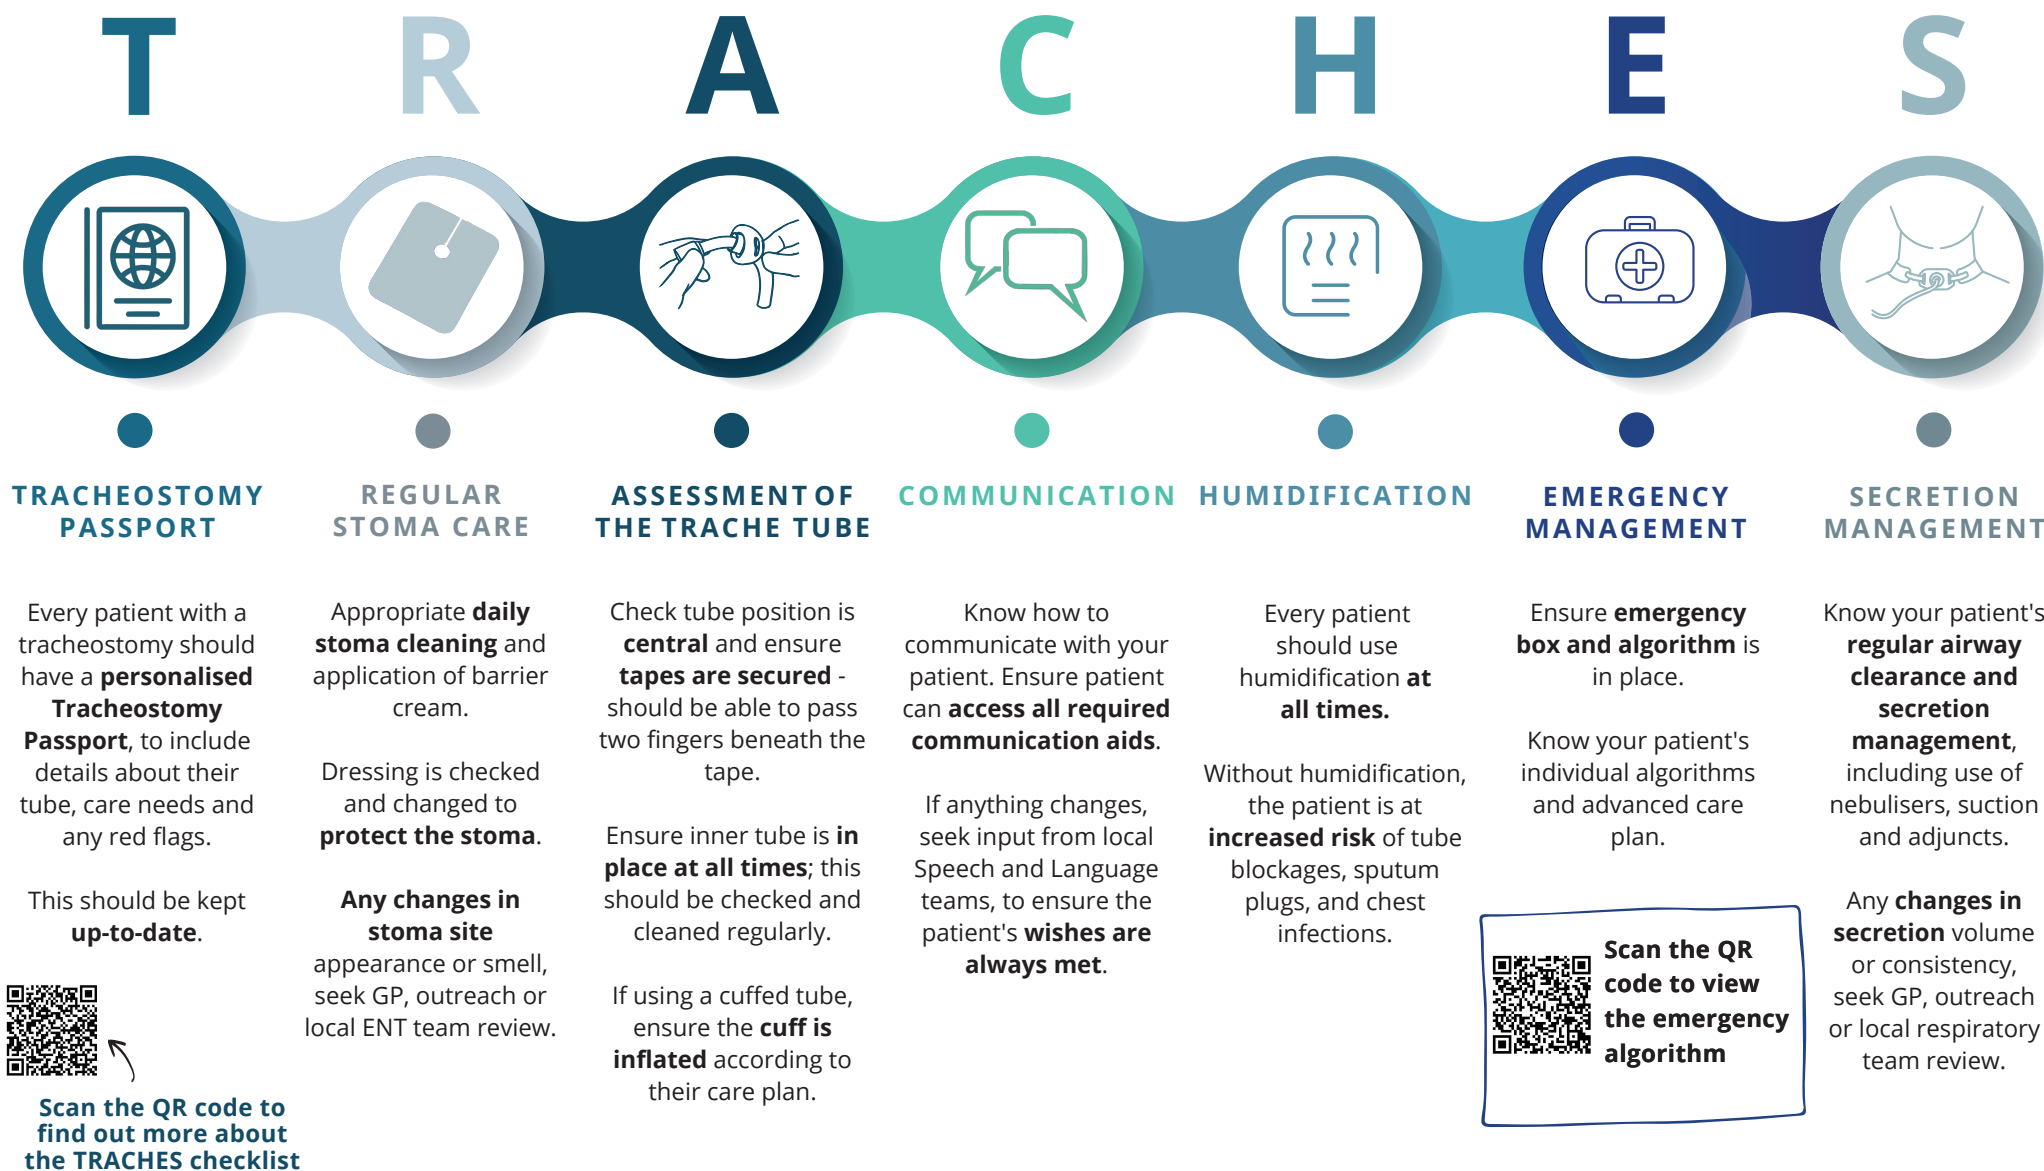 T R A C H E S
TRACHEOSTOMY
PASSPORT
Every patient with a
tracheostomy should
have a personalised
Tracheostomy
Passport, to include
details about their
tube, care needs and
any red flags.
This should be kept
up-to-date.
Scan the QR code to
find out more about
the TRACHES checklist
REGULAR
STOMA CARE
Appropriate daily
stoma cleaning and
application of barrier
cream.
Dressing is checked
and changed to
protect the stoma.
Any changes in
stoma site
appearance or smell,
seek GP, outreach or
local ENT team review.
ASSESSMENT OF
THE TRACHE TUBE
Check tube position is
central and ensure
tapes are secured -
should be able to pass
two fingers beneath the
tape.
Ensure inner tube is in
place at all times; this
should be checked and
cleaned regularly.
If using a cuffed tube,
ensure the cuff is
inflated according to
their care plan.
COMMUNICATION
Know how to
communicate with your
patient. Ensure patient
can access all required
communication aids.
If anything changes,
seek input from local
Speech and Language
teams, to ensure the
patient's wishes are
always met.
HUMIDIFICATION
Every patient
should use
humidification at
all times.
Without humidification,
the patient is at
increased risk of tube
blockages, sputum
plugs, and chest
infections.
EMERGENCY
MANAGEMENT
Ensure emergency
box and algorithm is
in place.
Know your patient's
individual algorithms
and advanced care
plan.
Scan the QR
code to view
the emergency
algorithm
SECRETION
MANAGEMENT
Know your patient's
regular airway
clearance and
secretion
management,
including use of
nebulisers, suction
and adjuncts.
Any changes in
secretion volume
or consistency,
seek GP, outreach
or local respiratory
team review.